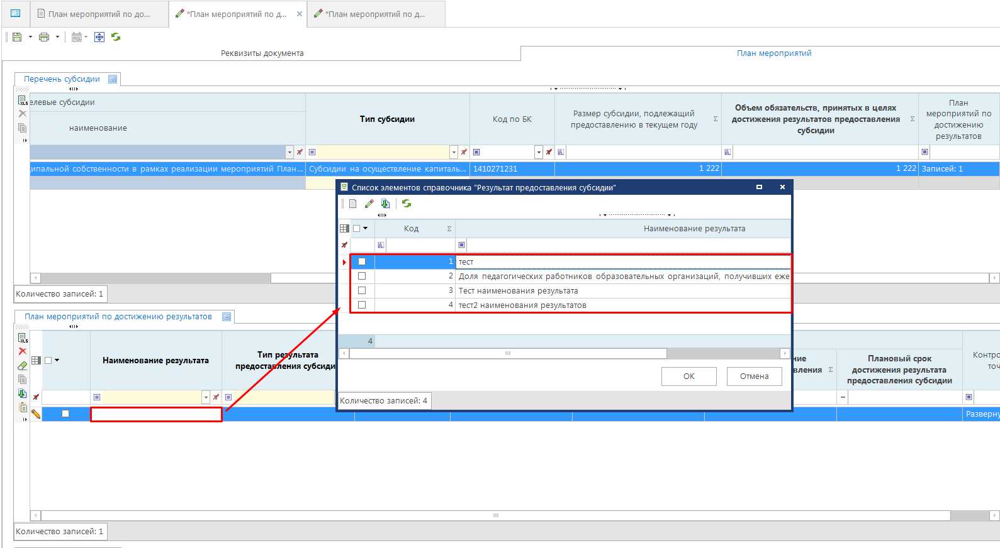 План мероприятий по до...
*План мероприятий по д...
*План мероприятий по д...
Реквизиты документа
План мероприятий
Перечень субсидии
елевые субсидии
наименование
Тип субсидии
Код по БК
Размер субсидии, подлежащий
предоставлению в текущем году
Объем обязательств, принятых в целях
достижения результатов предоставления
субсидии
План
мероприятий по
достижению
результатов
ципальной собственности в рамках реализации мероприятий План...
Субсидии на осуществление капиталь...
1410271231
1 222
1 222
Записей: 1
Количество записей: 1
Список элементов справочника "Результат предоставления субсидии"
Код
Наименование результата
1 тест
2 Доля педагогических работников образовательных организаций, получивших еже
3 Тест наименования результата
4 тест2 наименования результатов
4
ОК
Отмена
Количество записей: 4
План мероприятий по достижению результатов
Наименование результата
Тип результата
предоставления субсиди
ние
авления
Плановый срок
достижения результата
предоставления субсидии
Контро
точ
Разверну
Количество записей: 1